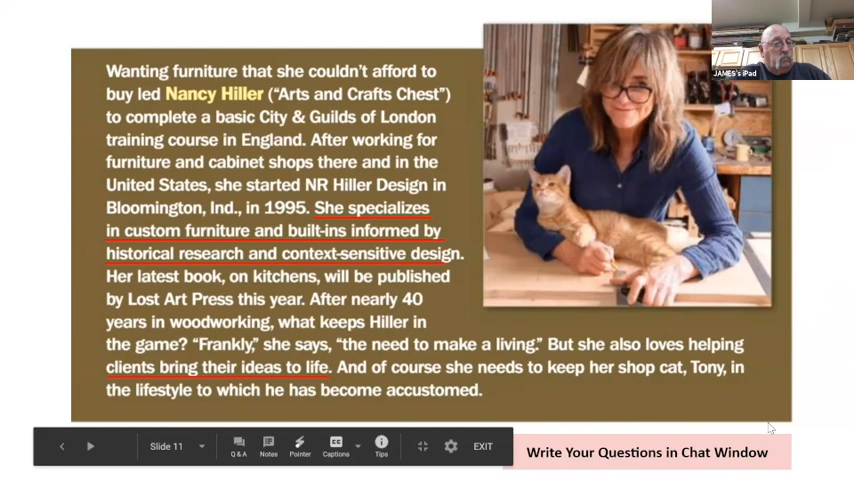 JAMES's iPad
Wanting furniture that she couldn't afford to
buy led Nancy Hiller ("Arts and Crafts Chest")
to complete a basic City & Guilds of London
training course in England. After working for
furniture and cabinet shops there and in the
United States, she started NR Hiller Design in
Bloomington, Ind., in 1995. She specializes
in custom furniture and built-ins informed by
historical research and context-sensitive design.
Her latest book, on kitchens, will be published
by Lost Art Press this year. After nearly 40
years in woodworking, what keeps Hiller in
the game? "Frankly," she says, "the need to make a living." But she also loves helping
clients bring their ideas to life. And of course she needs to keep her shop cat, Tony, in
the lifestyle to which he has become accustomed.
Slide 11
Q & A
Notes
Pointer
Captions
Tips
EXIT
Write Your Questions in Chat Window